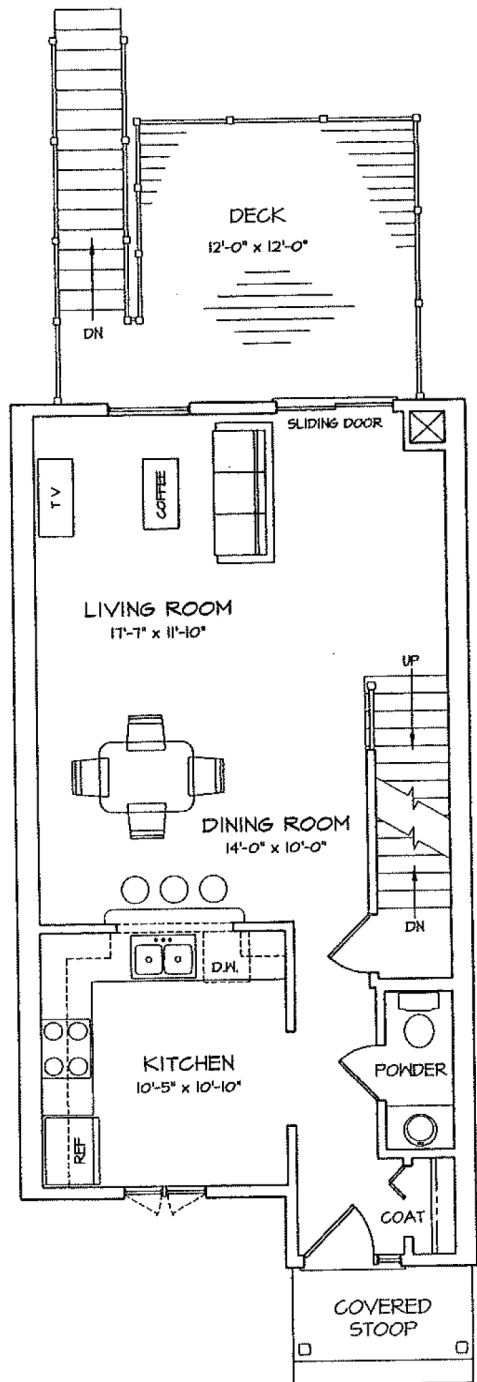 DECK
12'-0" x 12'-0"
DN
SLIDING DOOR
TV
COFFEE
LIVING ROOM
17'-7" x 11'-10"
UP
DINING ROOM
14'-0" x 10'-0"
DN
D.W.
KITCHEN
10'-5" x 10'-10"
POWDER
REF
COAT
COVERED
STOOP